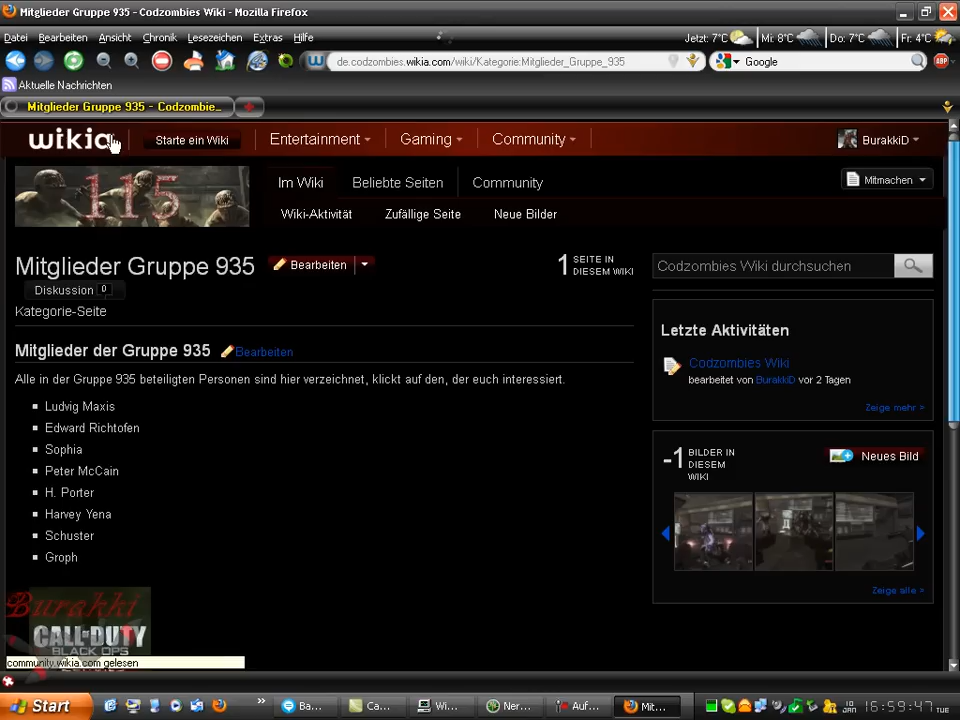 Mitglieder Gruppe 935 - Codzombies Wiki - Mozilla Firefox
Datei Bearbeiten Ansicht Chronik Lesezeichen Extras Hilfe
Jetzt: 7°C Mi: 8°C Do: 7°C Fr: 4°C
de.codzombies.wikia.com/wiki/Kategorie:Mitglieder_Gruppe_935
Google
ABP
Aktuelle Nachrichten
Mitglieder Gruppe 935 - Codzombie...
wikia
Starte ein Wiki
Entertainment
Gaming
Community
BurakkiD
115
Im Wiki
Beliebte Seiten
Community
Mitmachen
Wiki-Aktivität
Zufällige Seite
Neue Bilder
Mitglieder Gruppe 935
Bearbeiten
1 SEITE IN
DIESEM WIKI
Codzombies Wiki durchsuchen
Diskussion 0
Kategorie-Seite
Mitglieder der Gruppe 935
Bearbeiten
Alle in der Gruppe 935 beteiligten Personen sind hier verzeichnet, klickt auf den, der euch interessiert.
Ludvig Maxis
Edward Richtofen
Sophia
Peter McCain
H. Porter
Harvey Yena
Schuster
Groph
Letzte Aktivitäten
Codzombies Wiki
bearbeitet von BurakkiD vor 2 Tagen
Zeige mehr >
-1 BILDER IN
DIESEM
WIKI
Neues Bild
Zeige alle >
Burakki
CALL OF DUTY
BLACK OPS
community.wikia.com gelesen
Start
Ba...
Ca...
Wi...
Ner...
Auf...
Mit...
16:59:47 TUE